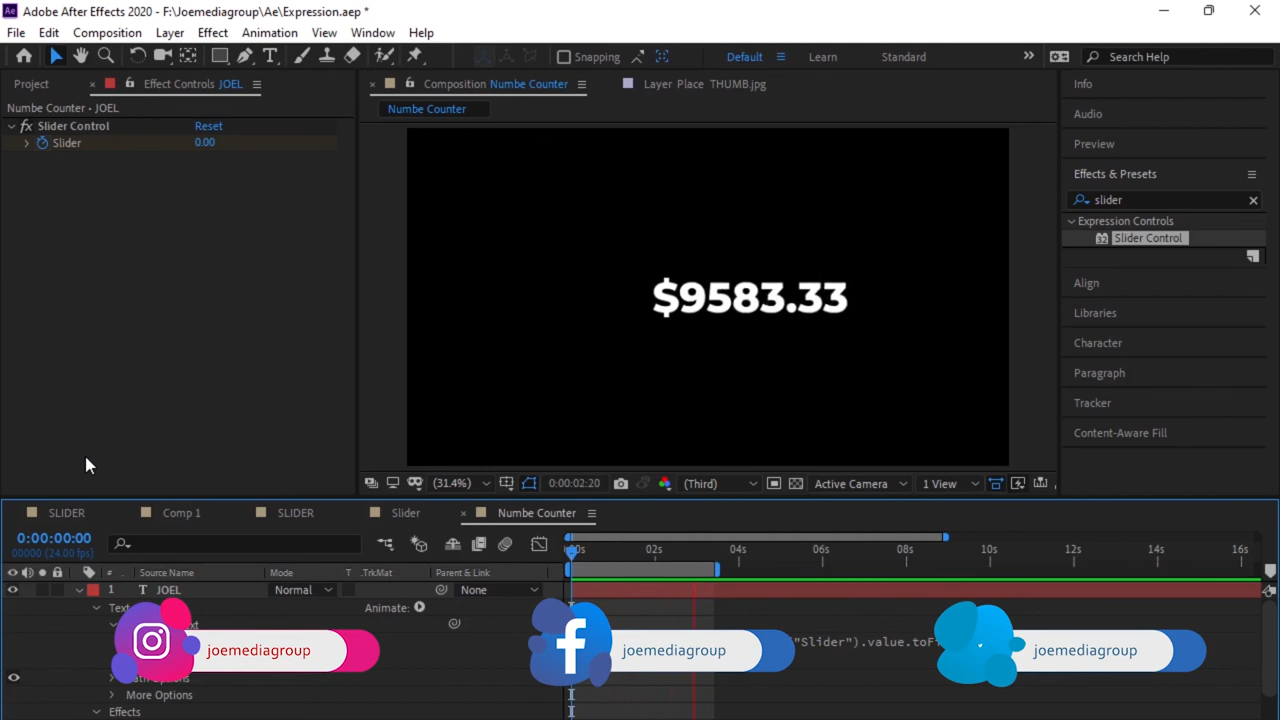 Adobe After Effects 2020 - F:\Joemediagroup\Ae\Expression.aep *
File Edit Composition Layer Effect Animation View Window Help
Snapping Default Learn Standard Search Help
Project Effect Controls JOEL Composition Numbe Counter Layer Place THUMB.jpg Info
Numbe Counter • JOEL
Numbe Counter
Audio
fx Slider Control Reset
Slider 0.00
Preview
Effects & Presets
slider
Expression Controls
Slider Control
Align
Libraries
Character
Paragraph
Tracker
Content-Aware Fill
$9583.33
(31.4%) 0:00:02:20 (Third) Active Camera 1 View
SLIDER Comp 1 SLIDER Slider Numbe Counter
0:00:00:00
00000 (24.00 fps)
02s 04s 06s 08s 10s 12s 14s 16s
# Source Name Mode T .TrkMat Parent & Link
1 T JOEL Normal None
Animate:
"Slider").value.toF
joemediagroup joemediagroup joemediagroup
More Options
Effects